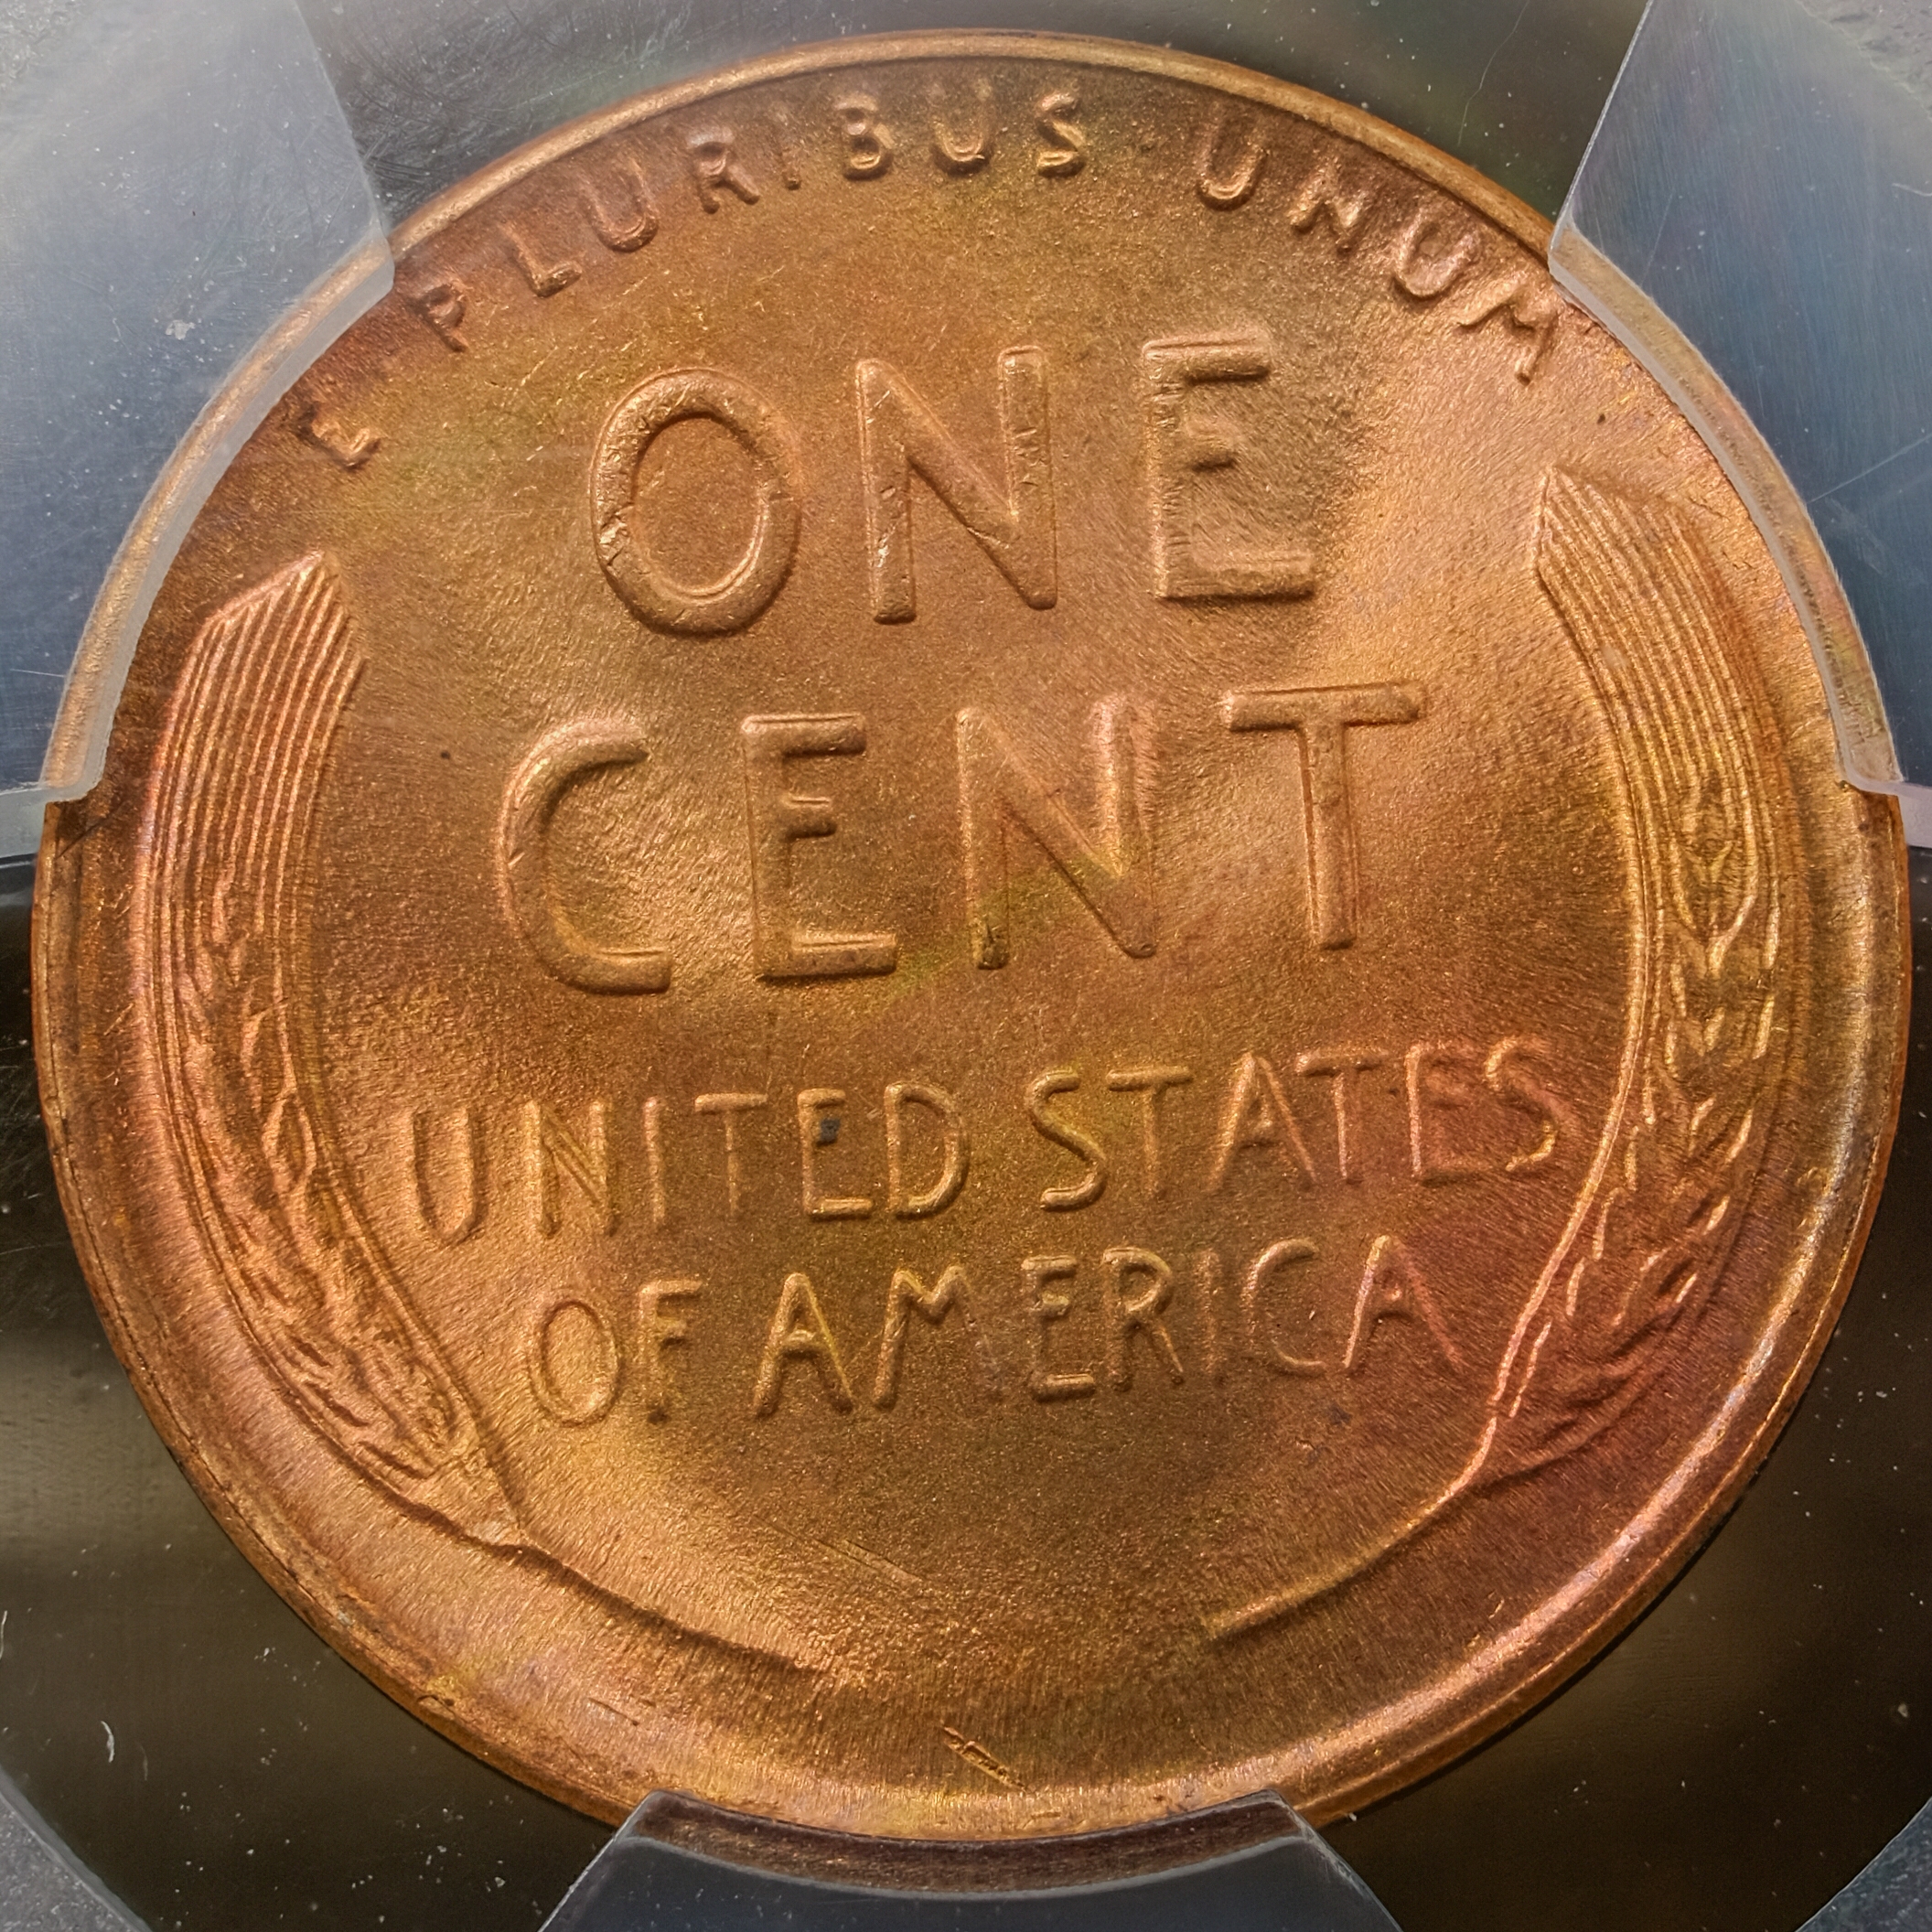 E PLURIBUS UNUM
ONE
CENT
UNITED STATES
OF AMERICA